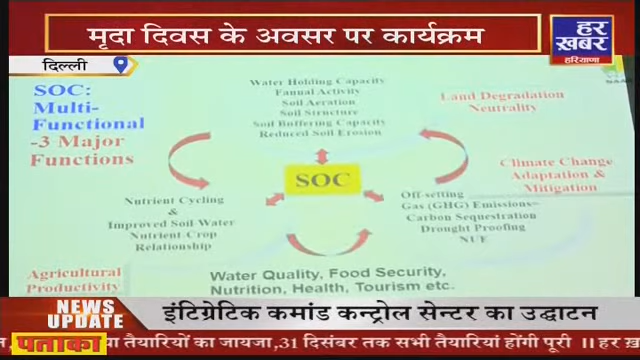 मृदा दिवस के अवसर पर कार्यक्रम
हर
ख़बर
हरियाणा
दिल्ली
SOC:
Multi-
Functional
-3 Major
Functions
Water Holding Capacity
Faunal Activity
Soil Aeration
Soil Structure
Soil Buffering Capacity
Reduced Soil Erosion
Land Degradation
Neutrality
Climate Change
Adaptation &
Mitigation
SOC
Nutrient Cycling
&
Improved Soil Water
Nutrient-Crop
Relationship
Off-setting
Gas (GHG) Emissions-
Carbon Sequestration
Drought Proofing
NUE
Agricultural
Productivity
Water Quality, Food Security,
Nutrition, Health, Tourism etc.
NEWS
UPDATE
इंटिग्रेटिक कमांड कन्ट्रोल सेन्टर का उद्घाटन
पताका
तैयारियों का जायजा, 31 दिसंबर तक सभी तैयारियां होंगी पूरी !! हर ख